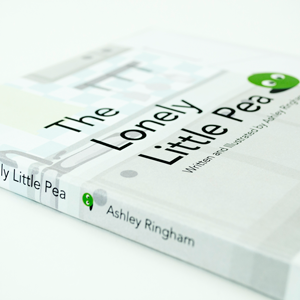 The
Lonely
Little Pea
Written and Illustrated by Ashley Ringham
ly Little Pea
Ashley Ringham